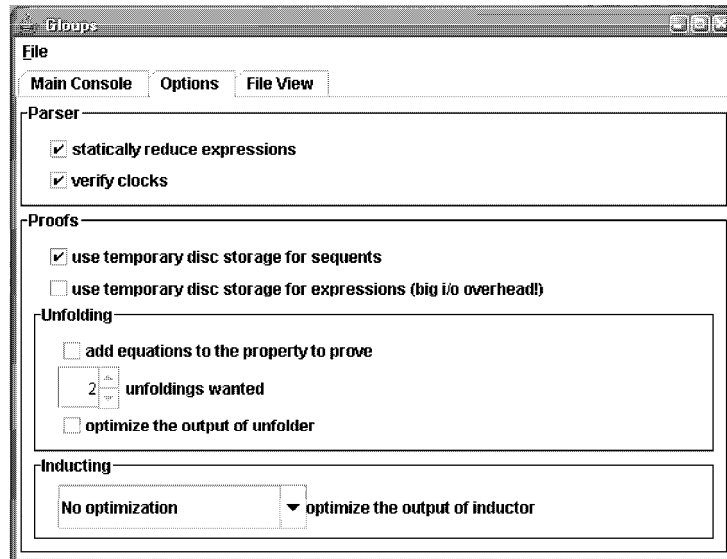 Gloups
File
Main Console Options File View
Parser
statically reduce expressions
verify clocks
Proofs
use temporary disc storage for sequents
use temporary disc storage for expressions (big i/o overhead!)
Unfolding
add equations to the property to prove
2 unfoldings wanted
optimize the output of unfolder
Inducting
No optimization optimize the output of inductor